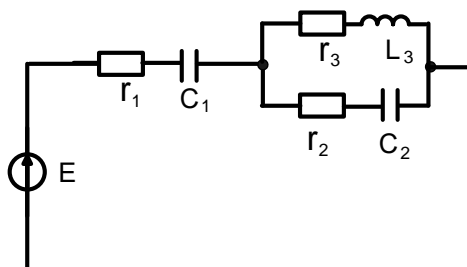 r₃ L₃
r₁ C₁
r₂ C₂
E